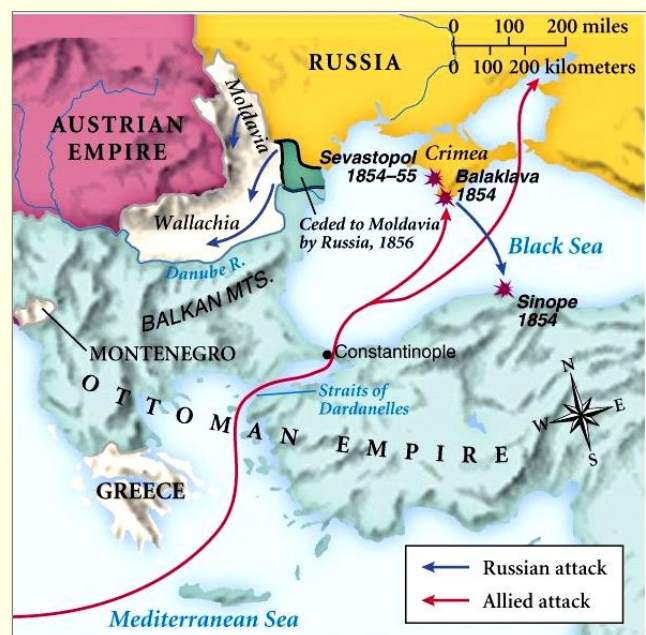 0 100 200 miles
0 100 200 kilometers
RUSSIA
Moldavia
AUSTRIAN
EMPIRE
Sevastopol
1854–55
Crimea
Balaklava
1854
Wallachia
Ceded to Moldavia
by Russia, 1856
Black Sea
Danube R.
BALKAN MTS.
Sinope
1854
MONTENEGRO
Constantinople
Straits of
Dardanelles
OTTOMAN EMPIRE
N
W E
S
GREECE
Russian attack
Allied attack
Mediterranean Sea